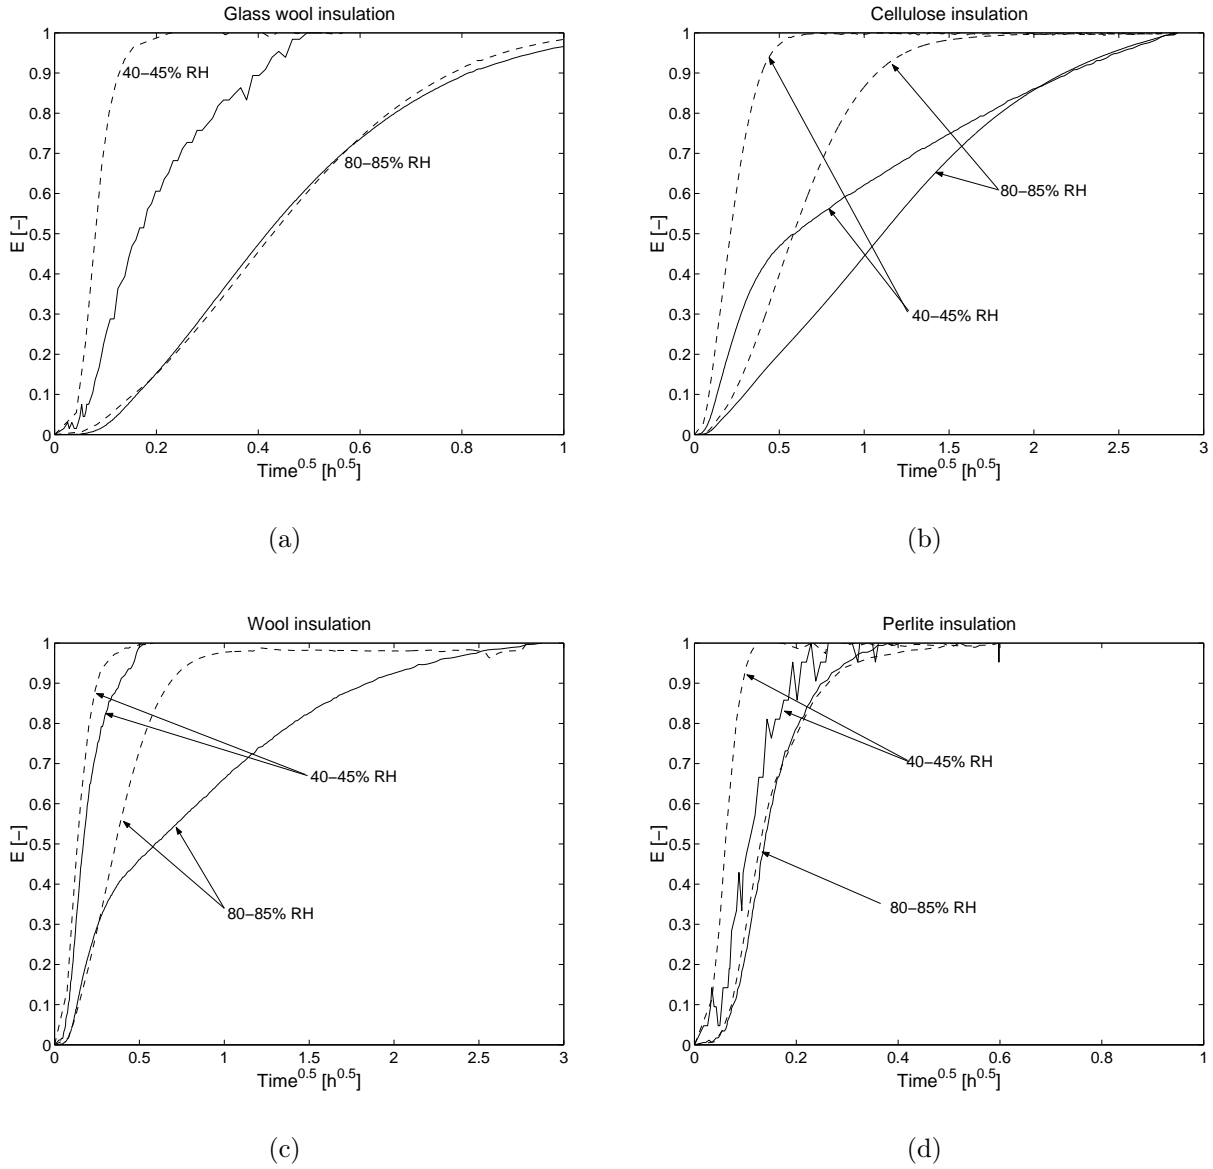 Glass wool insulation
1
0.9
0.8
0.7
0.6
0.5
0.4
0.3
0.2
0.1
0
E [−]
40−45% RH
80−85% RH
0 0.2 0.4 0.6 0.8 1
Time^0.5 [h^0.5]
(a)
Cellulose insulation
1
0.9
0.8
0.7
0.6
0.5
0.4
0.3
0.2
0.1
0
E [−]
80−85% RH
40−45% RH
0 0.5 1 1.5 2 2.5 3
Time^0.5 [h^0.5]
(b)
Wool insulation
1
0.9
0.8
0.7
0.6
0.5
0.4
0.3
0.2
0.1
0
E [−]
40−45% RH
80−85% RH
0 0.5 1 1.5 2 2.5 3
Time^0.5 [h^0.5]
(c)
Perlite insulation
1
0.9
0.8
0.7
0.6
0.5
0.4
0.3
0.2
0.1
0
E [−]
40−45% RH
80−85% RH
0 0.2 0.4 0.6 0.8 1
Time^0.5 [h^0.5]
(d)